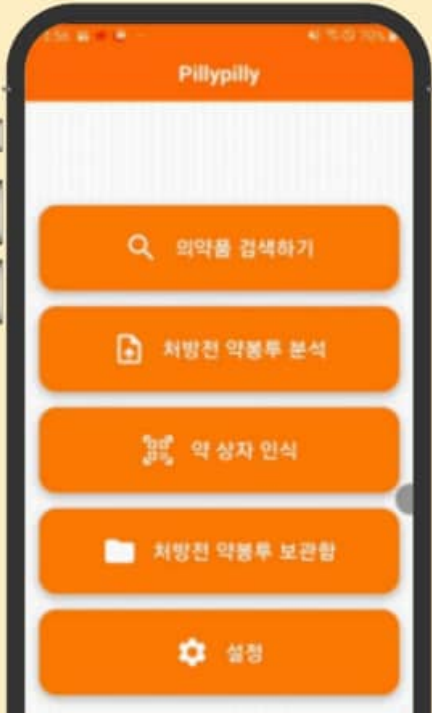 Pillypilly
의약품 검색하기
처방전 약봉투 분석
약 상자 인식
처방전 약봉투 보관함
설정